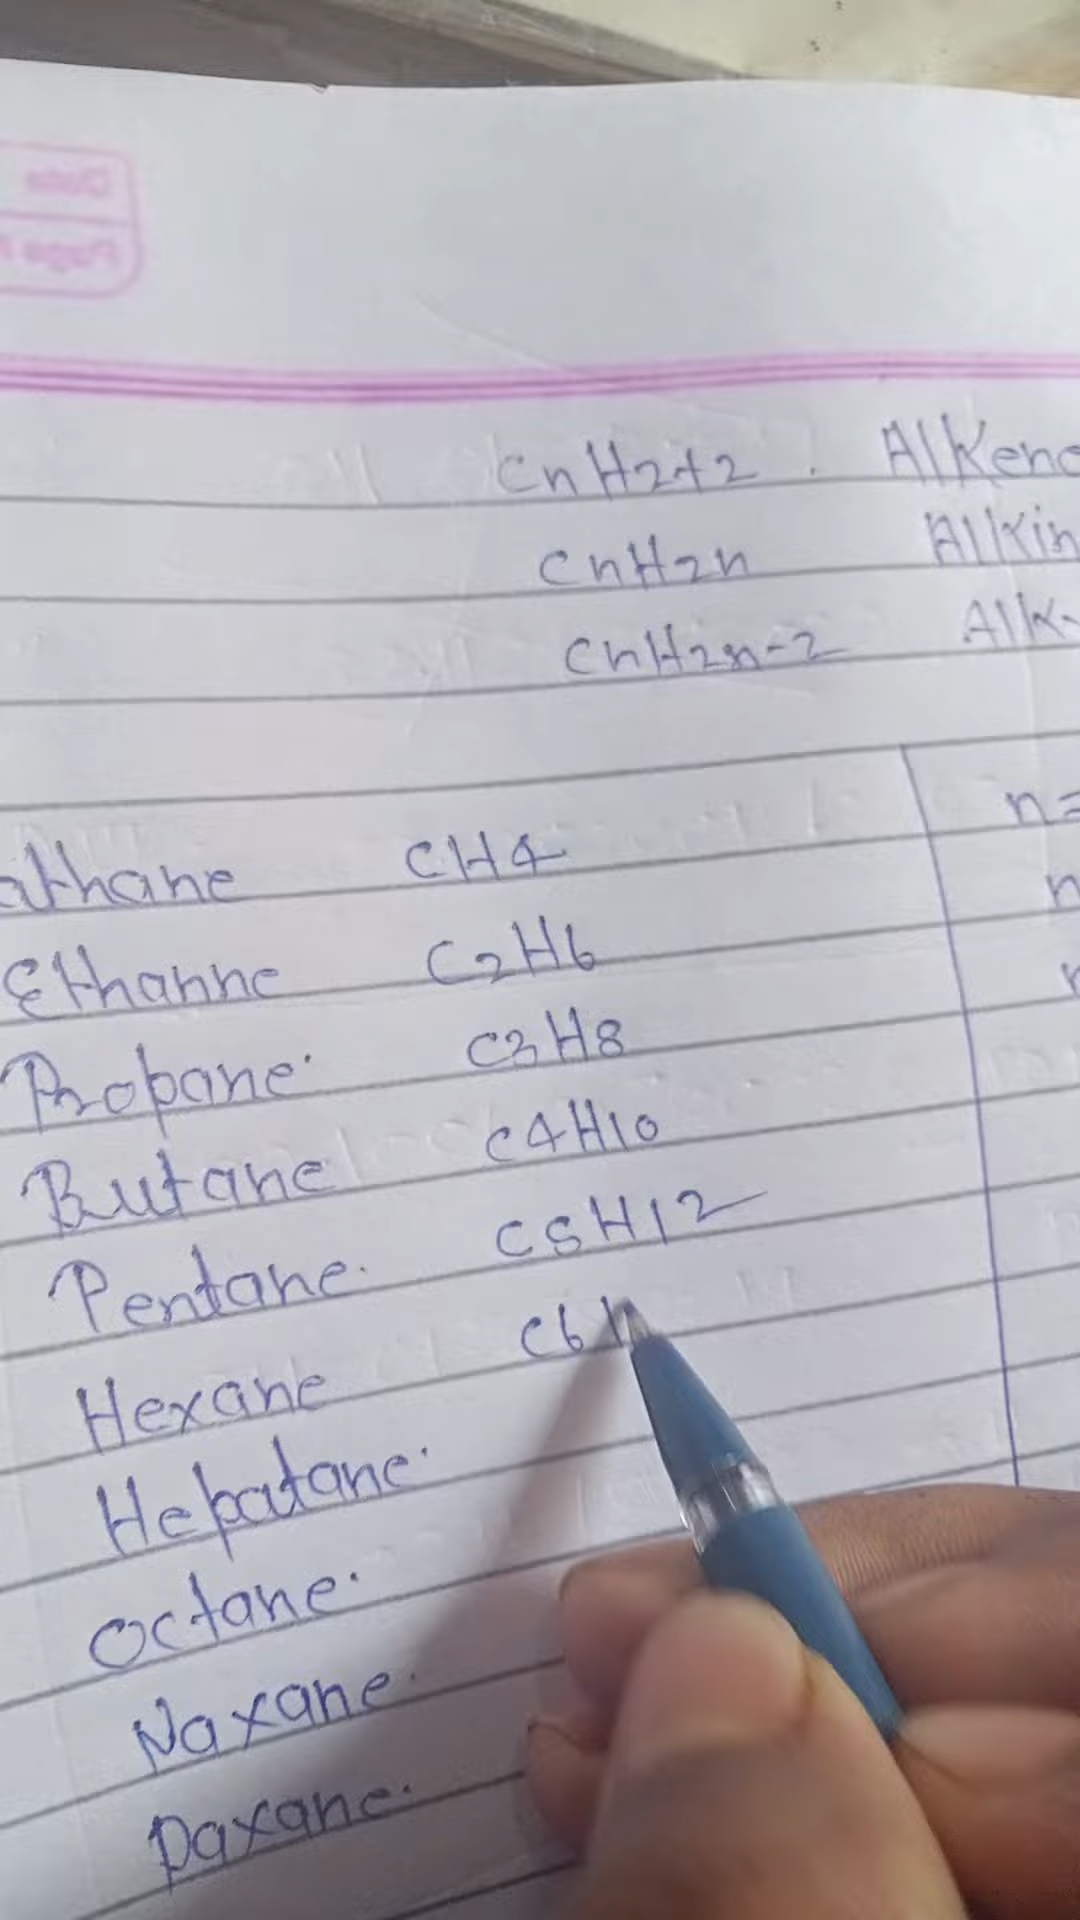 CnH2+2 . Alkene
CnH2n Alkin
CnH2n-2 Alk
n=
athane CH4
n
Ethanne C2H6
Propane. C3H8
Butane C4H10
Pentane. C5H12
Hexane C6H
Hepatane.
Octane.
Naxane.
Daxane.